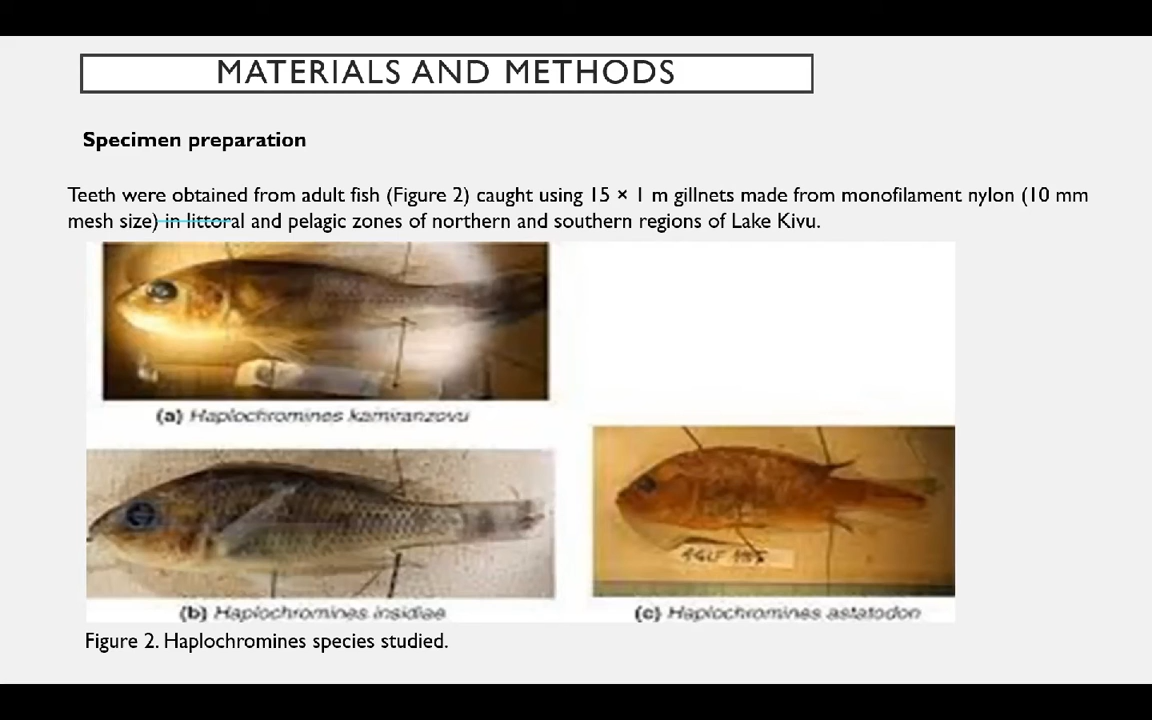 MATERIALS AND METHODS
Specimen preparation
Teeth were obtained from adult fish (Figure 2) caught using 15 × 1 m gillnets made from monofilament nylon (10 mm
mesh size) in littoral and pelagic zones of northern and southern regions of Lake Kivu.
(a) Haplochromines kamiranzovu
(b) Haplochromines insidiae
(c) Haplochromines astatodon
Figure 2. Haplochromines species studied.